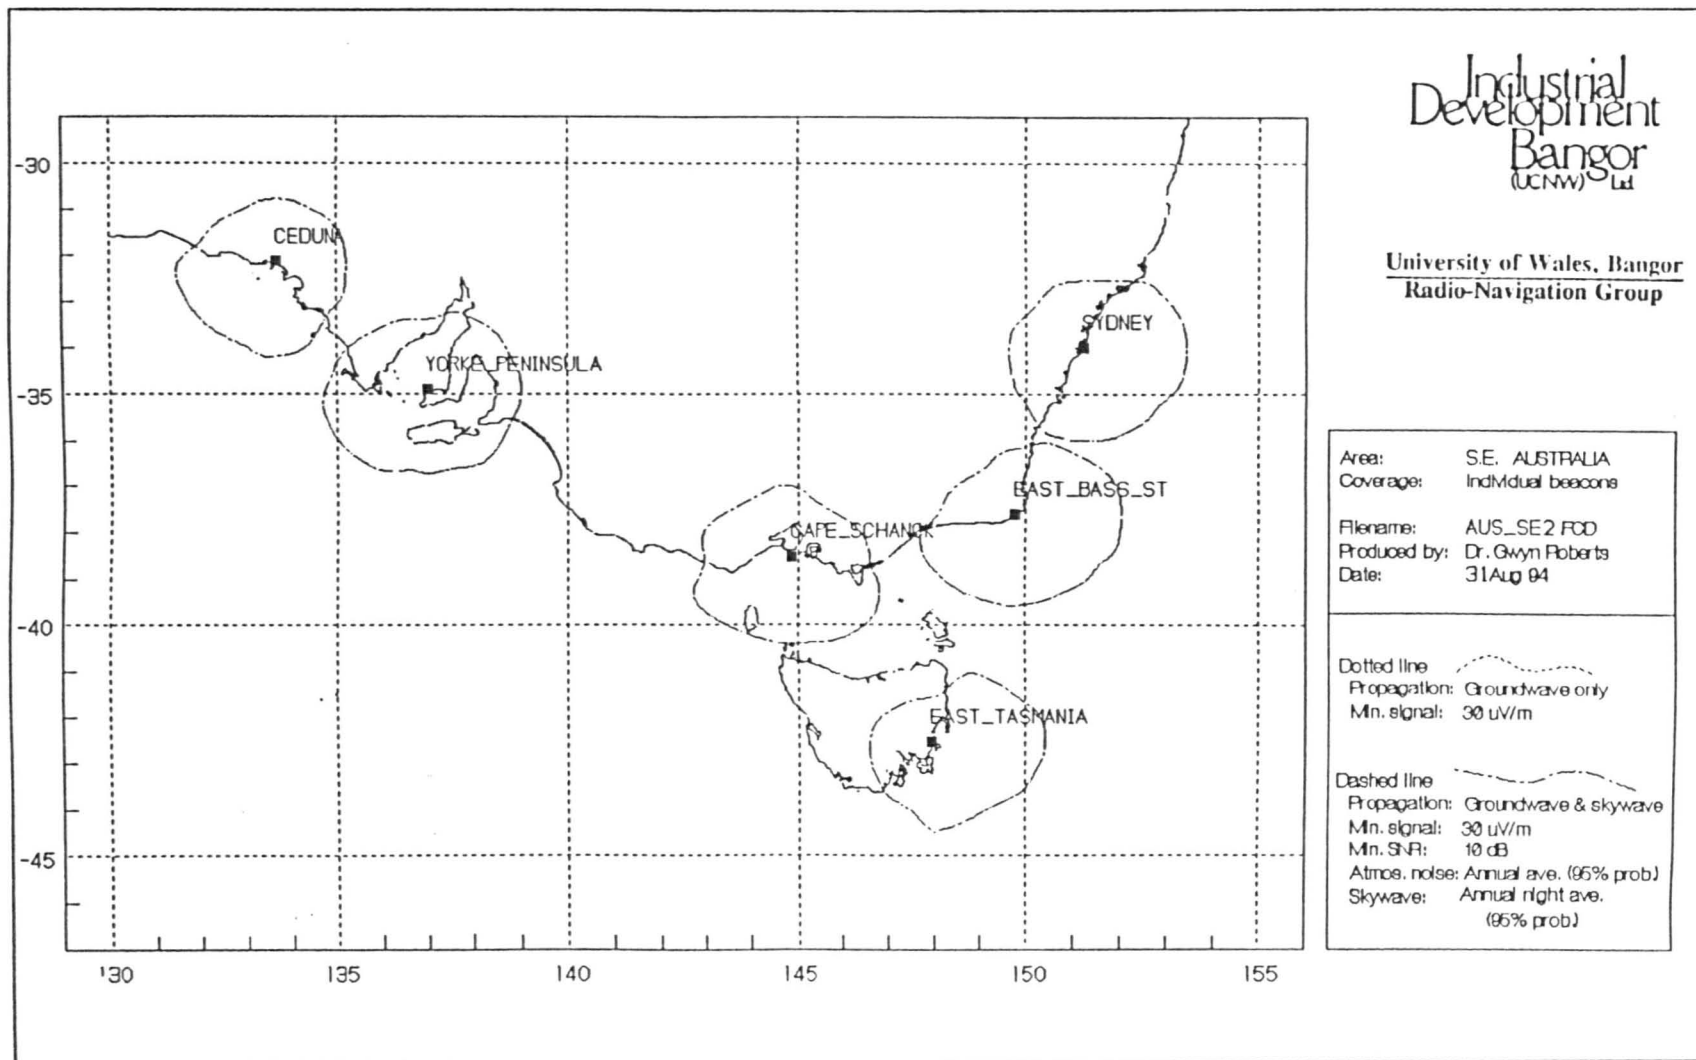 Industrial
Development
Bangor
(UCNW) Ltd
University of Wales, Bangor
Radio-Navigation Group
-30
-35
-40
-45
130
135
140
145
150
155
CEDUNA
YORKE_PENINSULA
SYDNEY
EAST_BASS_ST
CAPE_SCHANCK
EAST_TASMANIA
Area: S.E. AUSTRALIA
Coverage: Individual beacons
Filename: AUS_SE2 FCD
Produced by: Dr. Gwyn Roberts
Date: 31 Aug 94
Dotted line
Propagation: Groundwave only
Min. signal: 30 uV/m
Dashed line
Propagation: Groundwave & skywave
Min. signal: 30 uV/m
Min. SNR: 10 dB
Atmos. noise: Annual ave. (95% prob.)
Skywave: Annual night ave.
(95% prob.)